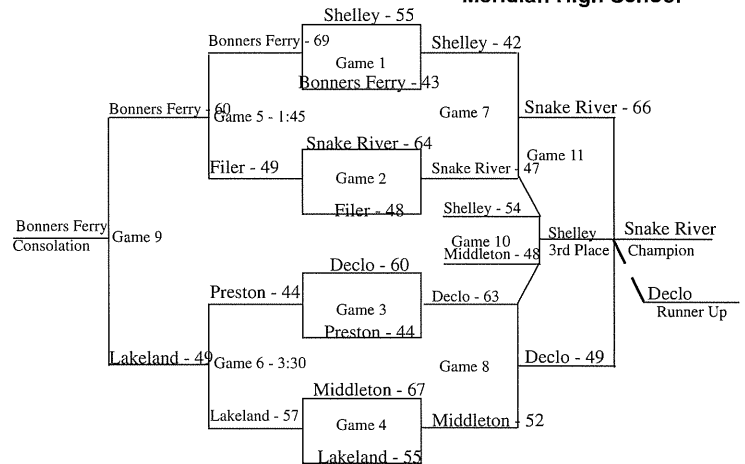 Meridian High School
Shelley - 55
Bonners Ferry - 69
Shelley - 42
Game 1
Bonners Ferry - 43
Bonners Ferry - 60
Game 5 - 1:45
Game 7
Snake River - 66
Snake River - 64
Game 11
Filer - 49
Game 2
Snake River - 47
Filer - 48
Shelley - 54
Bonners Ferry
Consolation
Game 9
Game 10
Shelley
3rd Place
Snake River
Champion
Middleton - 48
Declo - 60
Preston - 44
Game 3
Declo - 63
Declo
Runner Up
Preston - 44
Lakeland - 49
Game 6 - 3:30
Game 8
Declo - 49
Middleton - 67
Lakeland - 57
Game 4
Middleton - 52
Lakeland - 55